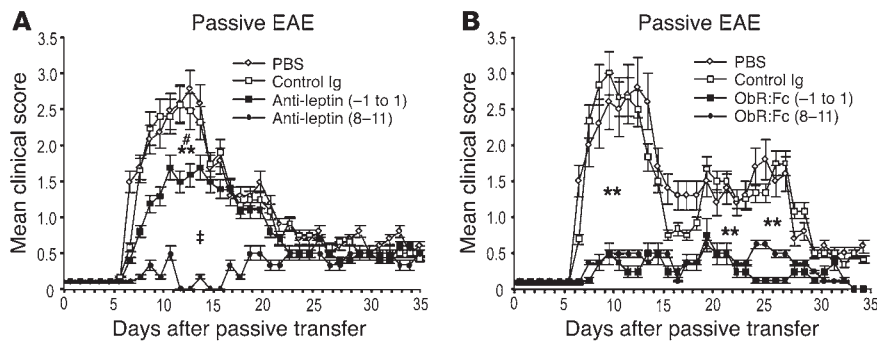 A
Passive EAE
Mean clinical score
3.5
3.0
2.5
2.0
1.5
1.0
0.5
0
PBS
Control Ig
Anti-leptin (–1 to 1)
Anti-leptin (8–11)
#
**
‡
0 5 10 15 20 25 30 35
Days after passive transfer
B
Passive EAE
Mean clinical score
3.5
3.0
2.5
2.0
1.5
1.0
0.5
0
PBS
Control Ig
ObR:Fc (–1 to 1)
ObR:Fc (8–11)
**
**
**
0 5 10 15 20 25 30 35
Days after passive transfer